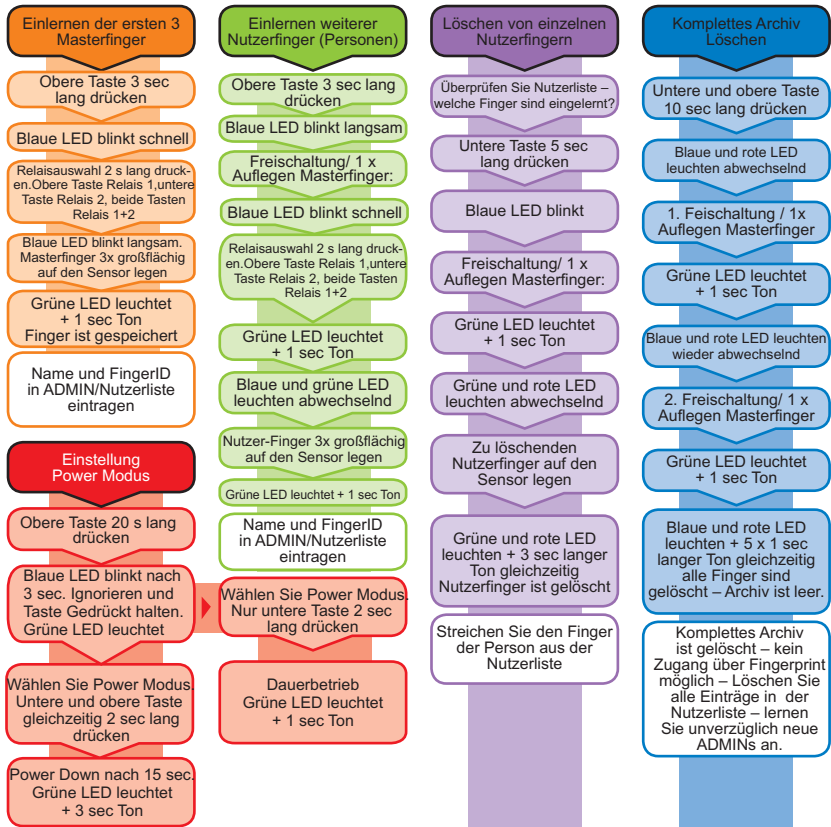 Einlernen der ersten 3
Masterfinger
Obere Taste 3 sec
lang drücken
Blaue LED blinkt schnell
Relaisauswahl 2 s lang druck-
en.Obere Taste Relais 1,untere
Taste Relais 2, beide Tasten
Relais 1+2
Blaue LED blinkt langsam.
Masterfinger 3x großflächig
auf den Sensor legen
Grüne LED leuchtet
+ 1 sec Ton
Finger ist gespeichert
Name und FingerID
in ADMIN/Nutzerliste
eintragen
Einstellung
Power Modus
Obere Taste 20 s lang
drücken
Blaue LED blinkt nach
3 sec. Ignorieren und
Taste Gedrückt halten.
Grüne LED leuchtet
Wählen Sie Power Modus.
Untere und obere Taste
gleichzeitig 2 sec lang
drücken
Power Down nach 15 sec.
Grüne LED leuchtet
+ 3 sec Ton
Wählen Sie Power Modus.
Nur untere Taste 2 sec
lang drücken
Dauerbetrieb
Grüne LED leuchtet
+ 1 sec Ton
Einlernen weiterer
Nutzerfinger (Personen)
Obere Taste 3 sec lang
drücken
Blaue LED blinkt langsam
Freischaltung/ 1 x
Auflegen Masterfinger:
Blaue LED blinkt schnell
Relaisauswahl 2 s lang druck-
en.Obere Taste Relais 1,untere
Taste Relais 2, beide Tasten
Relais 1+2
Grüne LED leuchtet
+ 1 sec Ton
Blaue und grüne LED
leuchten abwechselnd
Nutzer-Finger 3x großflächig
auf den Sensor legen
Grüne LED leuchtet + 1 sec Ton
Name und FingerID
in ADMIN/Nutzerliste
eintragen
Löschen von einzelnen
Nutzerfingern
Überprüfen Sie Nutzerliste –
welche Finger sind eingelernt?
Untere Taste 5 sec
lang drücken
Blaue LED blinkt
Freischaltung/ 1 x
Auflegen Masterfinger:
Grüne LED leuchtet
+ 1 sec Ton
Grüne und rote LED
leuchten abwechselnd
Zu löschenden
Nutzerfinger auf den
Sensor legen
Grüne und rote LED
leuchten + 3 sec langer
Ton gleichzeitig
Nutzerfinger ist gelöscht
Streichen Sie den Finger
der Person aus der
Nutzerliste
Komplettes Archiv
Löschen
Untere und obere Taste
10 sec lang drücken
Blaue und rote LED
leuchten abwechselnd
1. Feischaltung / 1x
Auflegen Masterfinger
Grüne LED leuchtet
+ 1 sec Ton
Blaue und rote LED leuchten
wieder abwechselnd
2. Freischaltung/ 1 x
Auflegen Masterfinger
Grüne LED leuchtet
+ 1 sec Ton
Blaue und rote LED
leuchten + 5 x 1 sec
langer Ton gleichzeitig
alle Finger sind
gelöscht – Archiv ist leer.
Komplettes Archiv
ist gelöscht – kein
Zugang über Fingerprint
möglich – Löschen Sie
alle Einträge in der
Nutzerliste – lernen
Sie unverzüglich neue
ADMINs an.